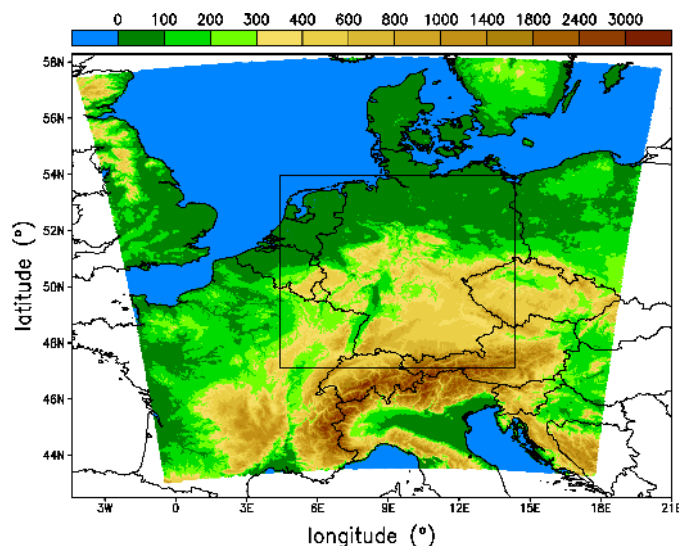 0 100 200 300 400 600 800 1000 1400 1800 2400 3000
58N
56N
54N
52N
50N
48N
46N
44N
latitude (°)
3W 0 3E 6E 9E 12E 15E 18E 21E
longitude (°)